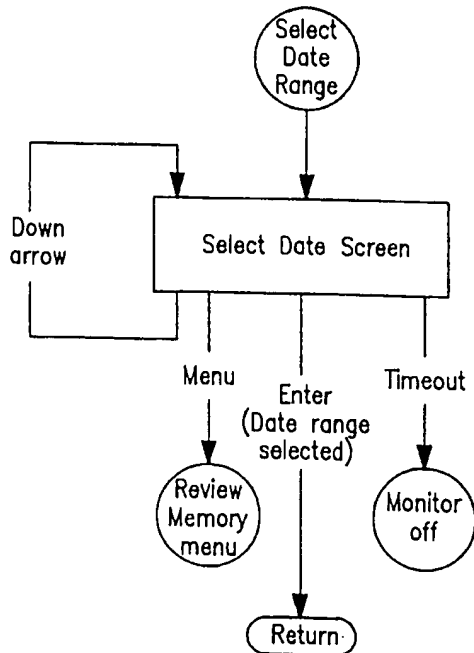 Select
Date
Range
Down
arrow
Select Date Screen
Menu
Enter
(Date range
selected)
Timeout
Review
Memory
menu
Monitor
off
Return